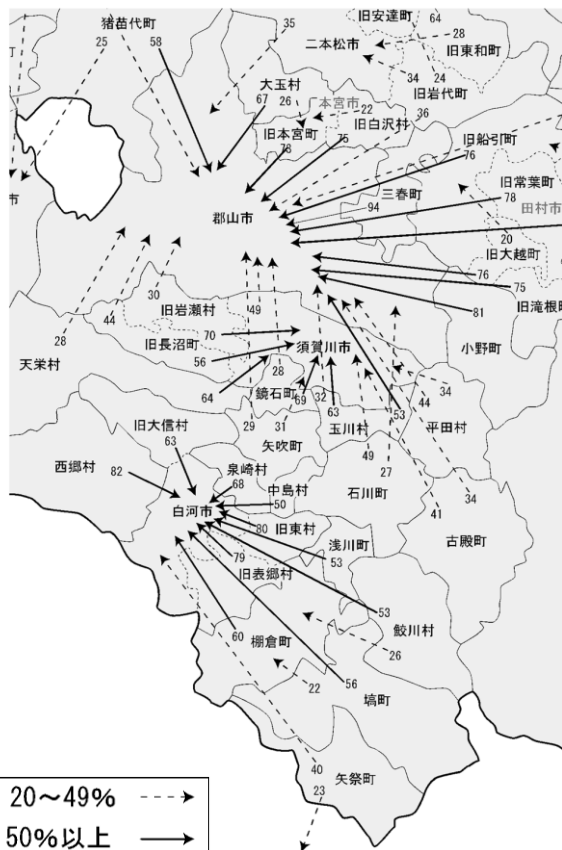 猪苗代町
35
旧安達町
64
二本松市
28
旧東和町
25
58
34
24
旧岩代町
大玉村
67
26
本宮市
22
36
旧本宮町
78
旧白沢村
75
旧船引町
76
三春町
旧常葉町
78
94
田村市
郡山市
20
旧大越町
市
76
75
旧滝根町
81
30
旧岩瀬村
49
44
28
70
旧長沼町
56
須賀川市
小野町
天栄村
64
28
鏡石町
69
32
63
53
34
44
平田村
玉川村
旧大信村
63
29
31
矢吹町
49
27
西郷村
82
泉崎村
68
中島村
50
石川町
41
34
古殿町
白河市
80
旧東村
浅川町
79
53
旧表郷村
53
鮫川村
60
棚倉町
26
22
56
塙町
40
23
矢祭町
20～49%
50%以上